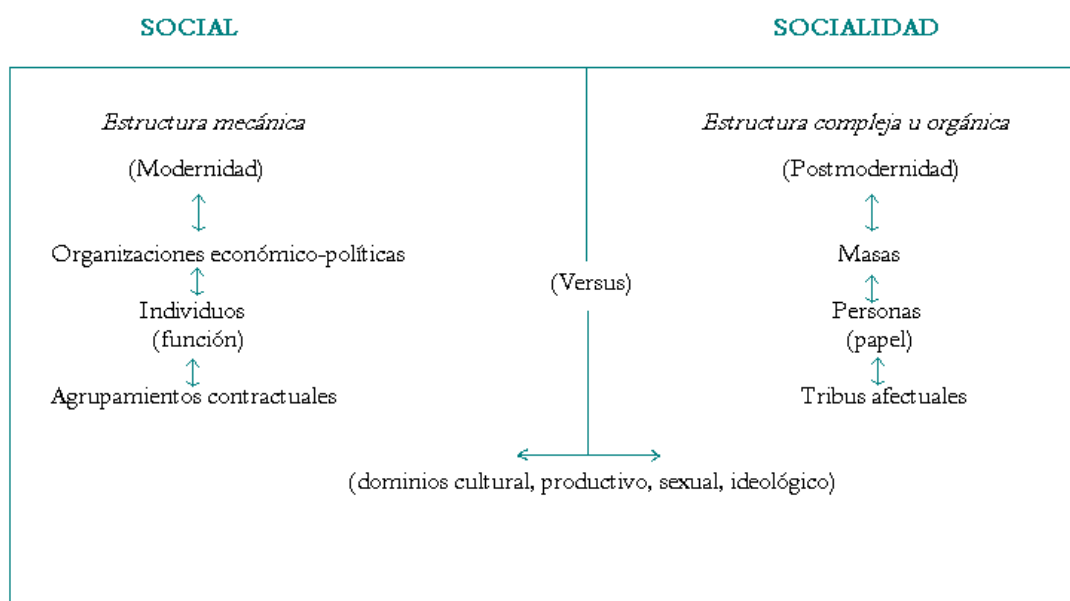 SOCIAL
SOCIALIDAD
Estructura mecánica
(Modernidad)
Organizaciones económico-políticas
Individuos
(función)
Agrupamientos contractuales
(Versus)
Estructura compleja u orgánica
(Postmodernidad)
Masas
Personas
(papel)
Tribus afectuales
(dominios cultural, productivo, sexual, ideológico)